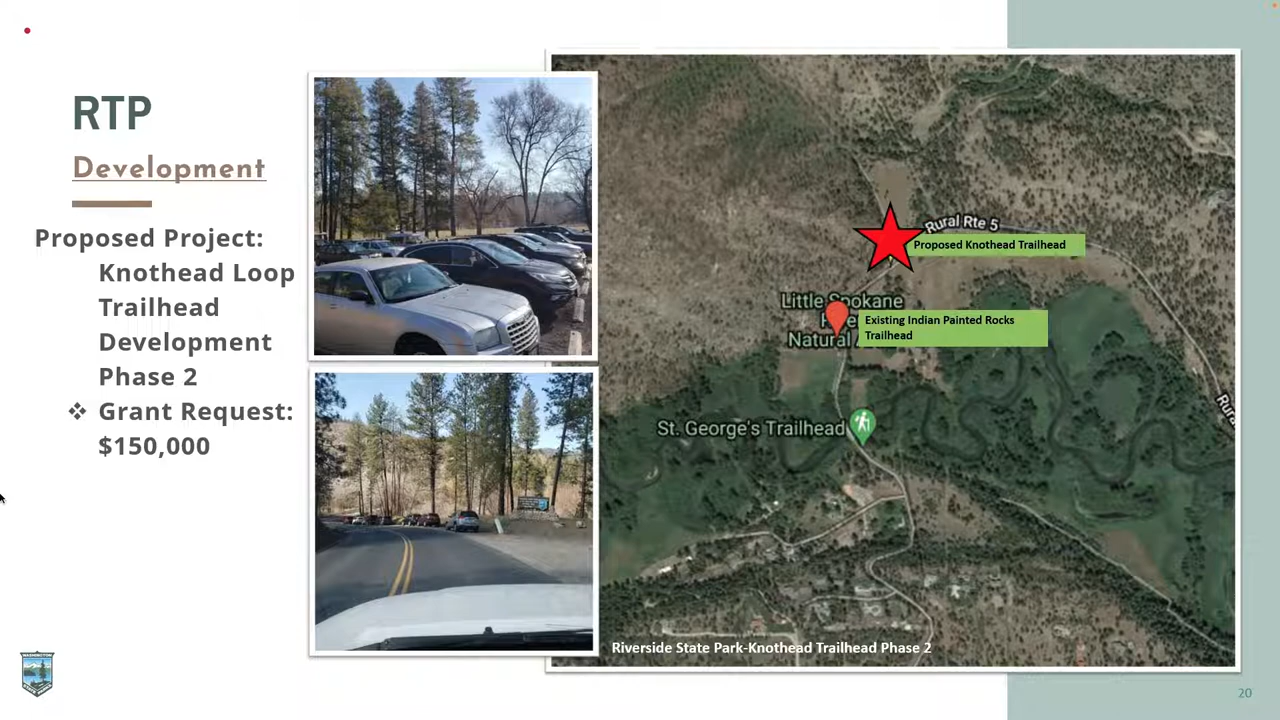 RTP
Development
Proposed Project:
Knothead Loop
Trailhead
Development
Phase 2
❖ Grant Request:
$150,000
Rural Rte 5
Proposed Knothead Trailhead
Little Spokane
Natural
Existing Indian Painted Rocks
Trailhead
St. George's Trailhead
Riverside State Park-Knothead Trailhead Phase 2
20